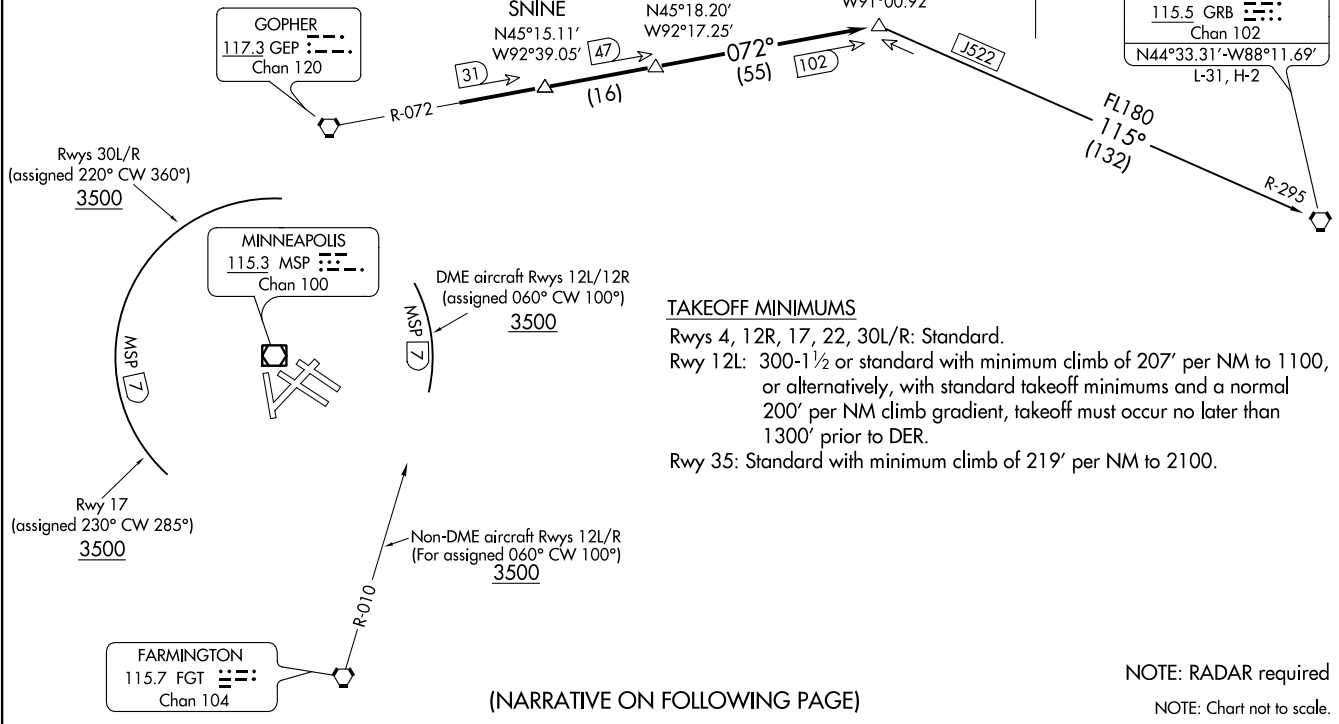 SNINE
N45°15.11′
W92°39.05′
N45°18.20′
W92°17.25′
W91°00.92′
GOPHER
117.3 GEP
Chan 120
115.5 GRB
Chan 102
N44°33.31′-W88°11.69′
L-31, H-2
31
47
072°
(55)
102
(16)
R-072
J522
FL180
115°
(132)
R-295
Rwys 30L/R
(assigned 220° CW 360°)
3500
MINNEAPOLIS
115.3 MSP
Chan 100
DME aircraft Rwys 12L/12R
(assigned 060° CW 100°)
3500
MSP 7
MSP 7
TAKEOFF MINIMUMS
Rwys 4, 12R, 17, 22, 30L/R: Standard.
Rwy 12L: 300-1½ or standard with minimum climb of 207′ per NM to 1100,
or alternatively, with standard takeoff minimums and a normal
200′ per NM climb gradient, takeoff must occur no later than
1300′ prior to DER.
Rwy 35: Standard with minimum climb of 219′ per NM to 2100.
Rwy 17
(assigned 230° CW 285°)
3500
Non-DME aircraft Rwys 12L/R
(For assigned 060° CW 100°)
3500
R-010
FARMINGTON
115.7 FGT
Chan 104
(NARRATIVE ON FOLLOWING PAGE)
NOTE: RADAR required
NOTE: Chart not to scale.